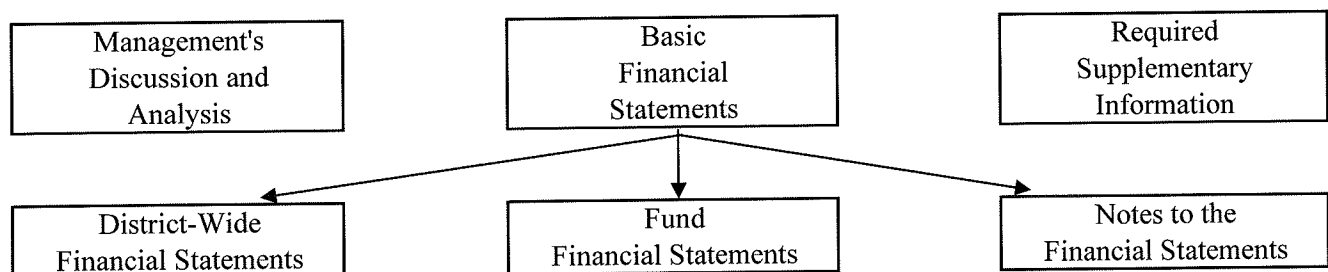 Management's
Discussion and
Analysis
Basic
Financial
Statements
Required
Supplementary
Information
District-Wide
Financial Statements
Fund
Financial Statements
Notes to the
Financial Statements